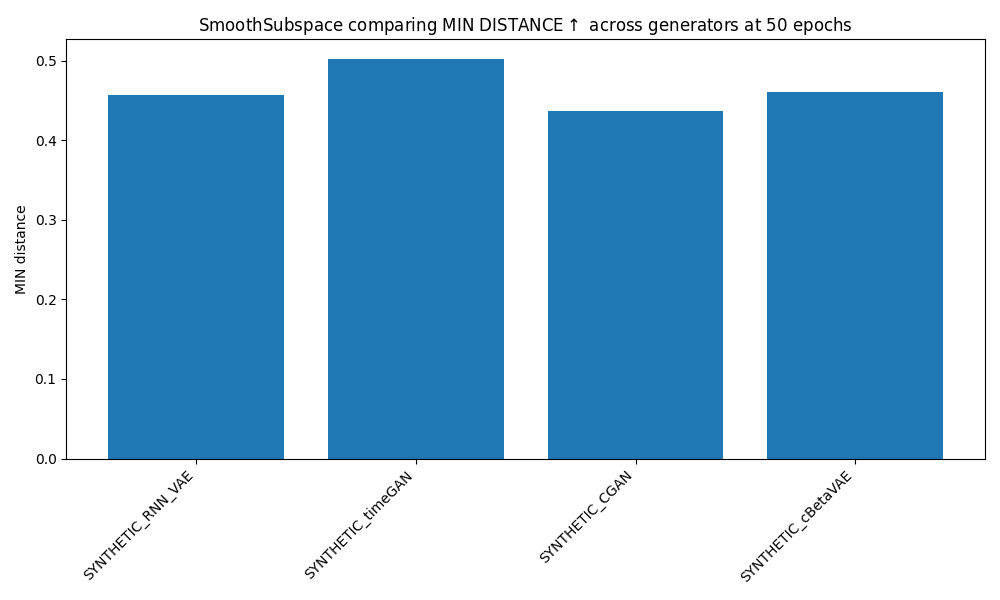 SmoothSubspace comparing MIN DISTANCE ↑ across generators at 50 epochs
MIN distance
0.5
0.4
0.3
0.2
0.1
0.0
SYNTHETIC_RNN_VAE
SYNTHETIC_timeGAN
SYNTHETIC_CGAN
SYNTHETIC_cBetaVAE